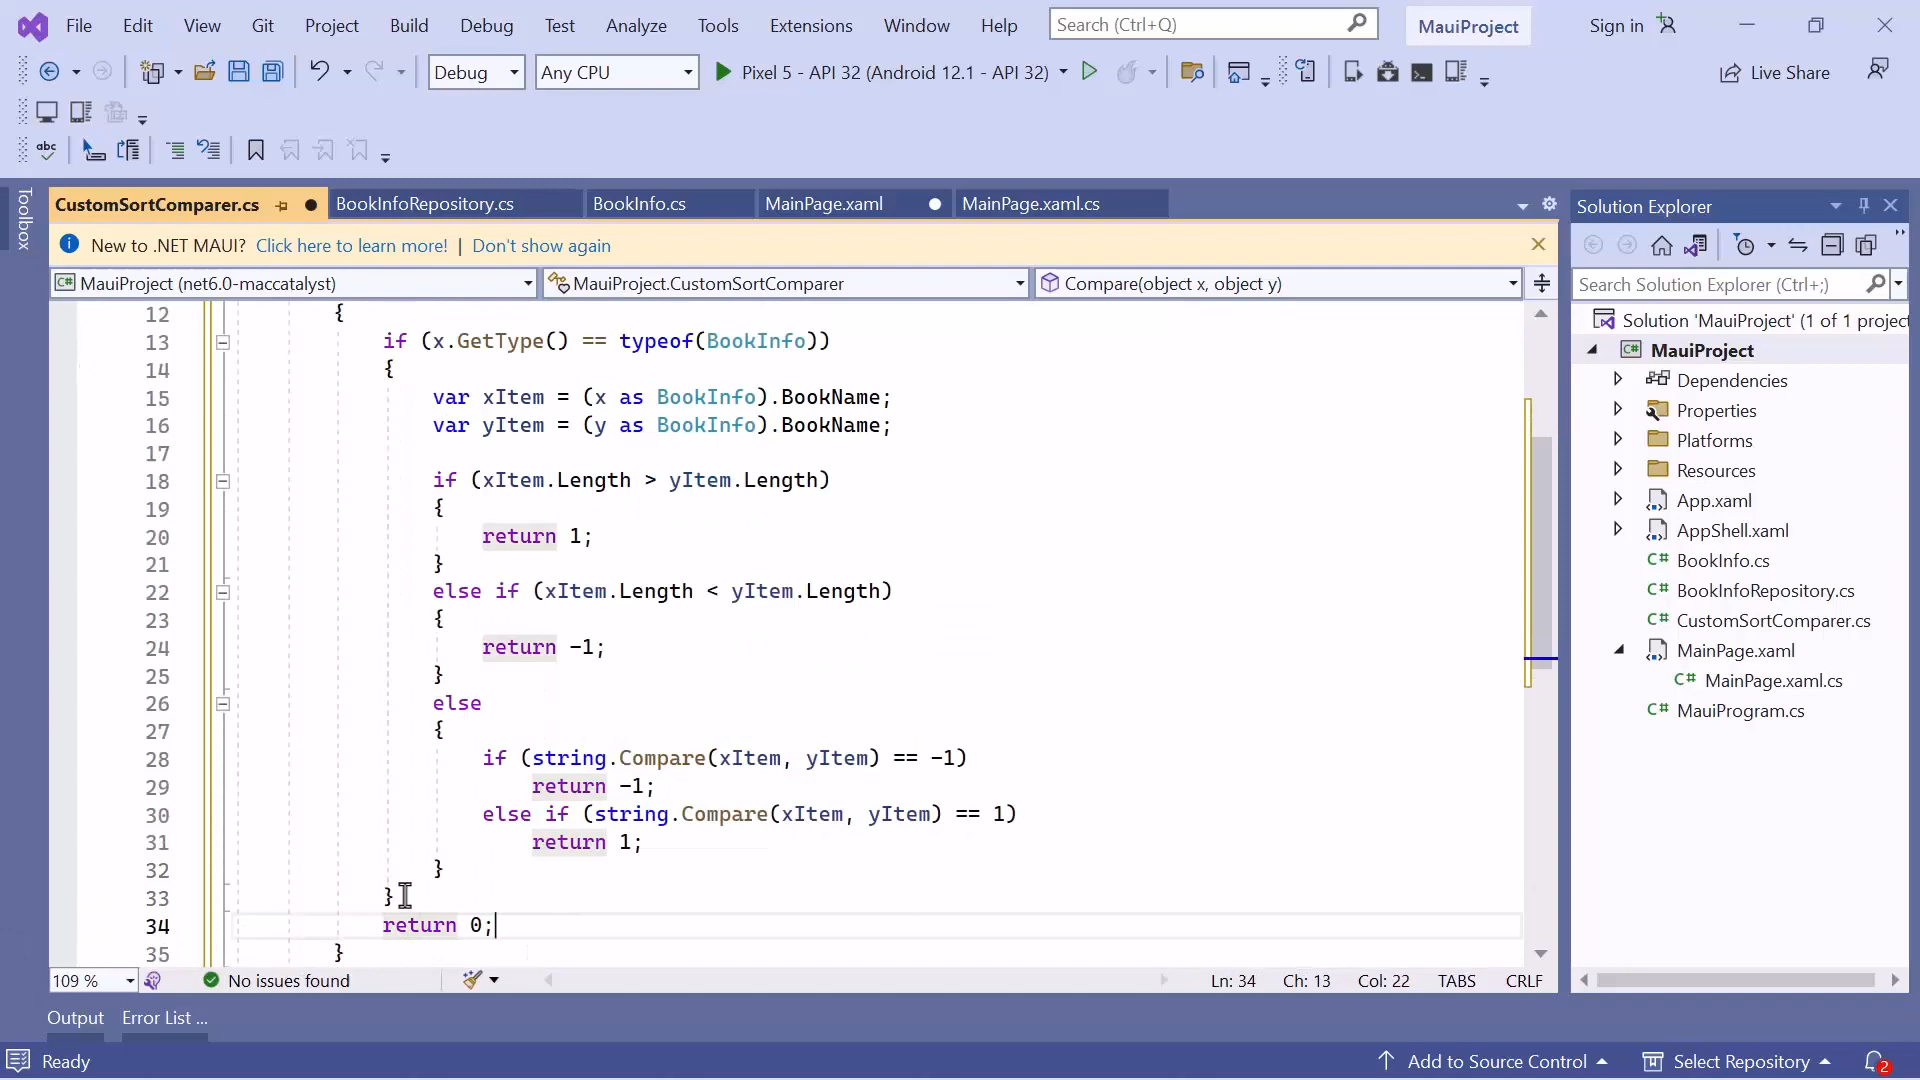 File Edit View Git Project Build Debug Test Analyze Tools Extensions Window Help Search (Ctrl+Q) MauiProject Sign in
Debug Any CPU Pixel 5 - API 32 (Android 12.1 - API 32) Live Share
abc
Toolbox
CustomSortComparer.cs BookInfoRepository.cs BookInfo.cs MainPage.xaml MainPage.xaml.cs
New to .NET MAUI? Click here to learn more! | Don't show again
MauiProject (net6.0-maccatalyst) MauiProject.CustomSortComparer Compare(object x, object y)
12 {
13 if (x.GetType() == typeof(BookInfo))
14 {
15 var xItem = (x as BookInfo).BookName;
16 var yItem = (y as BookInfo).BookName;
17
18 if (xItem.Length > yItem.Length)
19 {
20 return 1;
21 }
22 else if (xItem.Length < yItem.Length)
23 {
24 return -1;
25 }
26 else
27 {
28 if (string.Compare(xItem, yItem) == -1)
29 return -1;
30 else if (string.Compare(xItem, yItem) == 1)
31 return 1;
32 }
33 }
34 return 0;
35 }
109 % No issues found Ln: 34 Ch: 13 Col: 22 TABS CRLF
Solution Explorer
Search Solution Explorer (Ctrl+;)
Solution 'MauiProject' (1 of 1 project
C# MauiProject
Dependencies
Properties
Platforms
Resources
App.xaml
AppShell.xaml
C# BookInfo.cs
C# BookInfoRepository.cs
C# CustomSortComparer.cs
MainPage.xaml
C# MainPage.xaml.cs
C# MauiProgram.cs
Output Error List ...
Ready Add to Source Control Select Repository 2